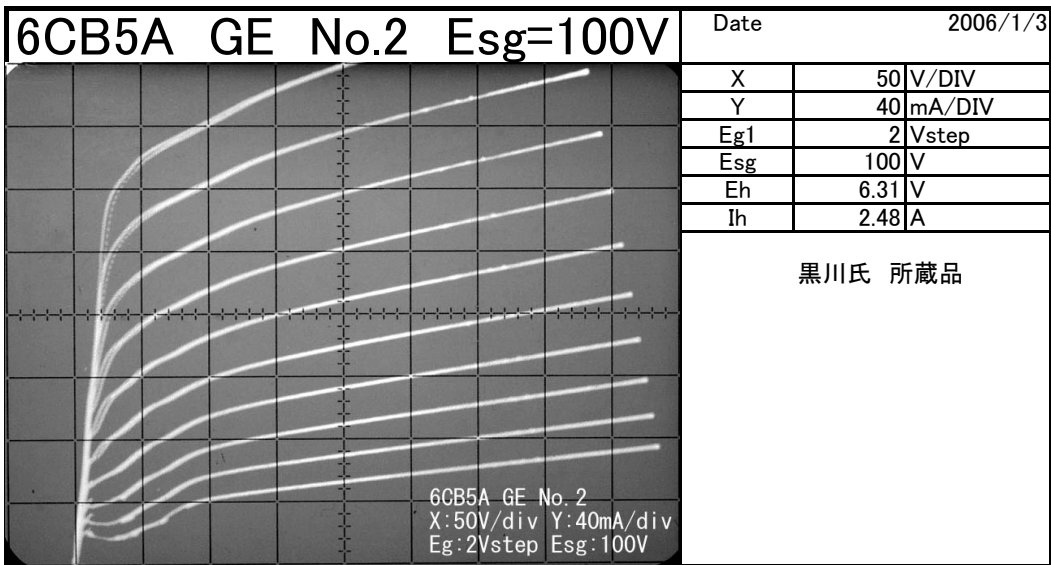 6CB5A GE No.2 Esg=100V
Date 2006/1/3
X 50 V/DIV
Y 40 mA/DIV
Eg1 2 Vstep
Esg 100 V
Eh 6.31 V
Ih 2.48 A
黒川氏 所蔵品
6CB5A GE No.2
X:50V/div Y:40mA/div
Eg:2Vstep Esg:100V